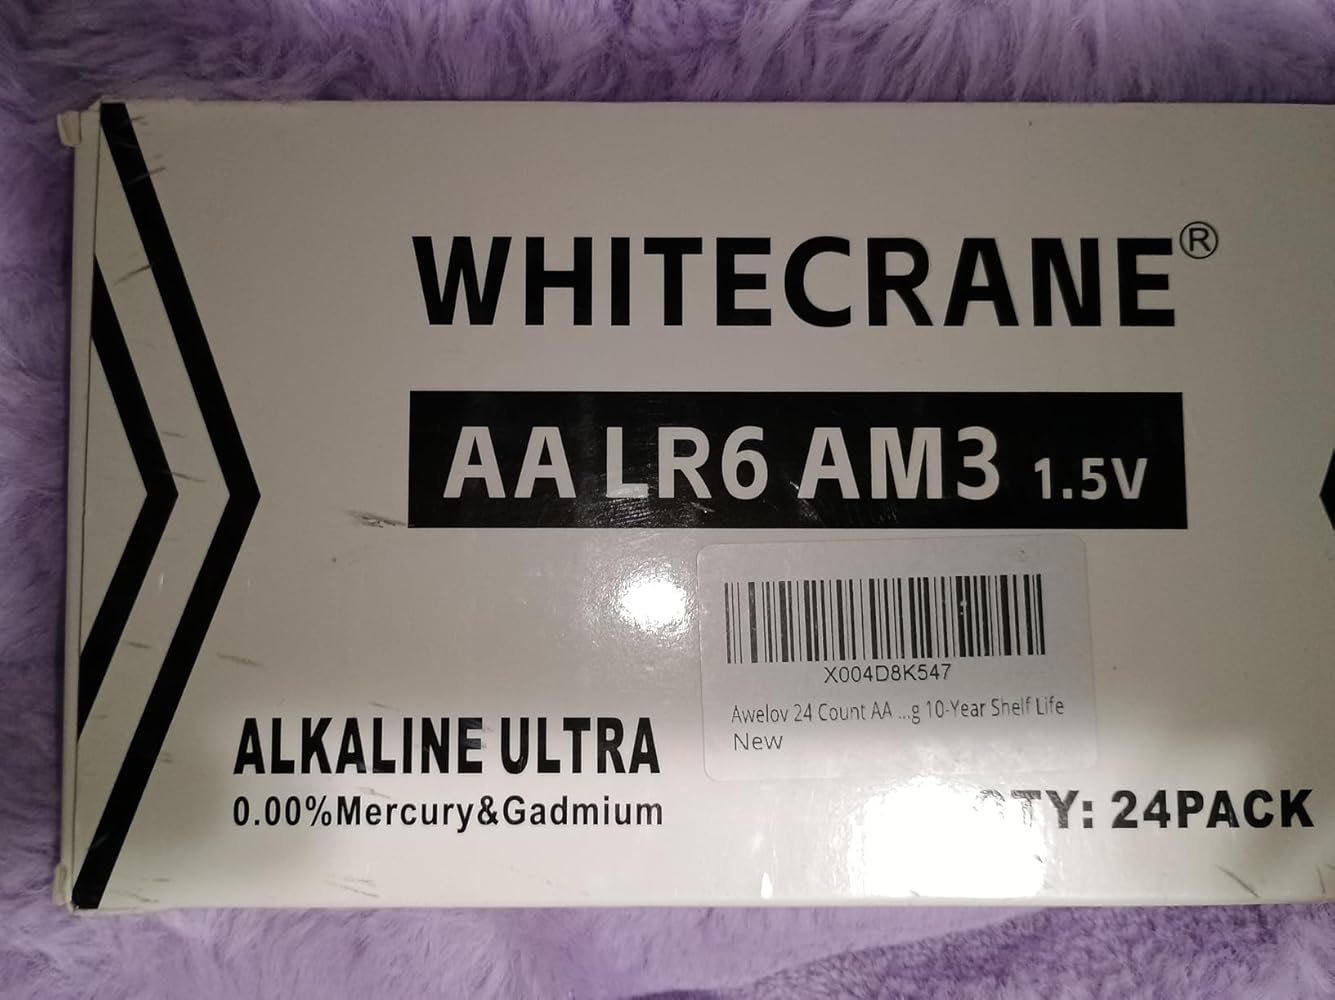 WHITECRANE®
AA LR6 AM3 1.5V
X004D8K547
Awelov 24 Count AA ...g 10-Year Shelf Life
New
ALKALINE ULTRA
0.00%Mercury&Gadmium
QTY: 24PACK